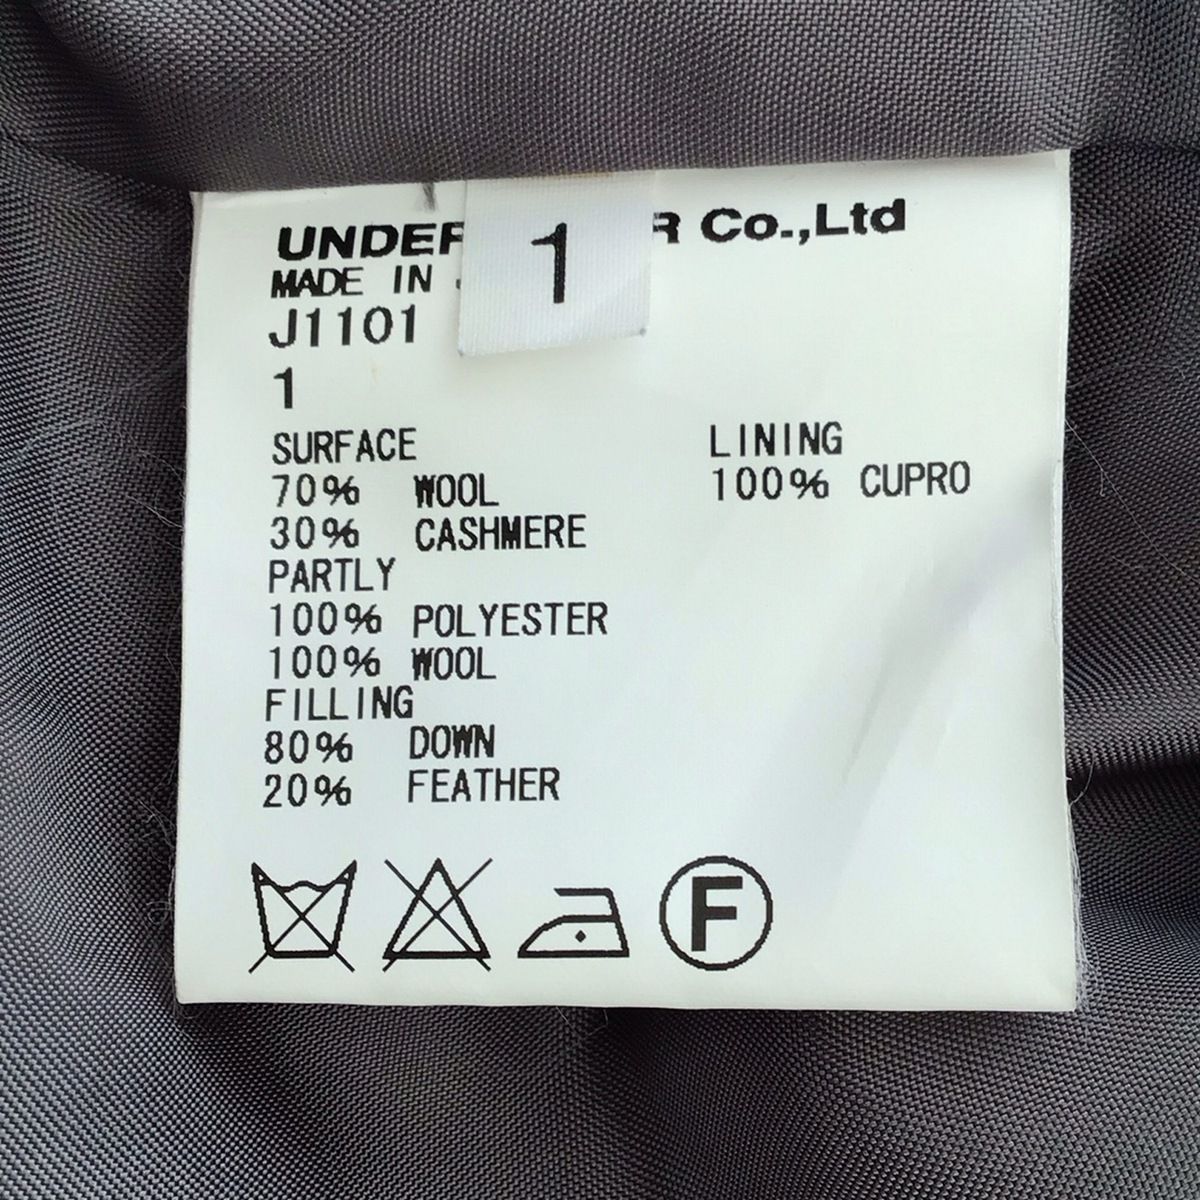 Co.,Ltd
1
MADE IN
J1101
1
SURFACE
70% WOOL
30% CASHMERE
PARTLY
100% POLYESTER
100% WOOL
FILLING
80% DOWN
20% FEATHER
LINING
100% CUPRO
F